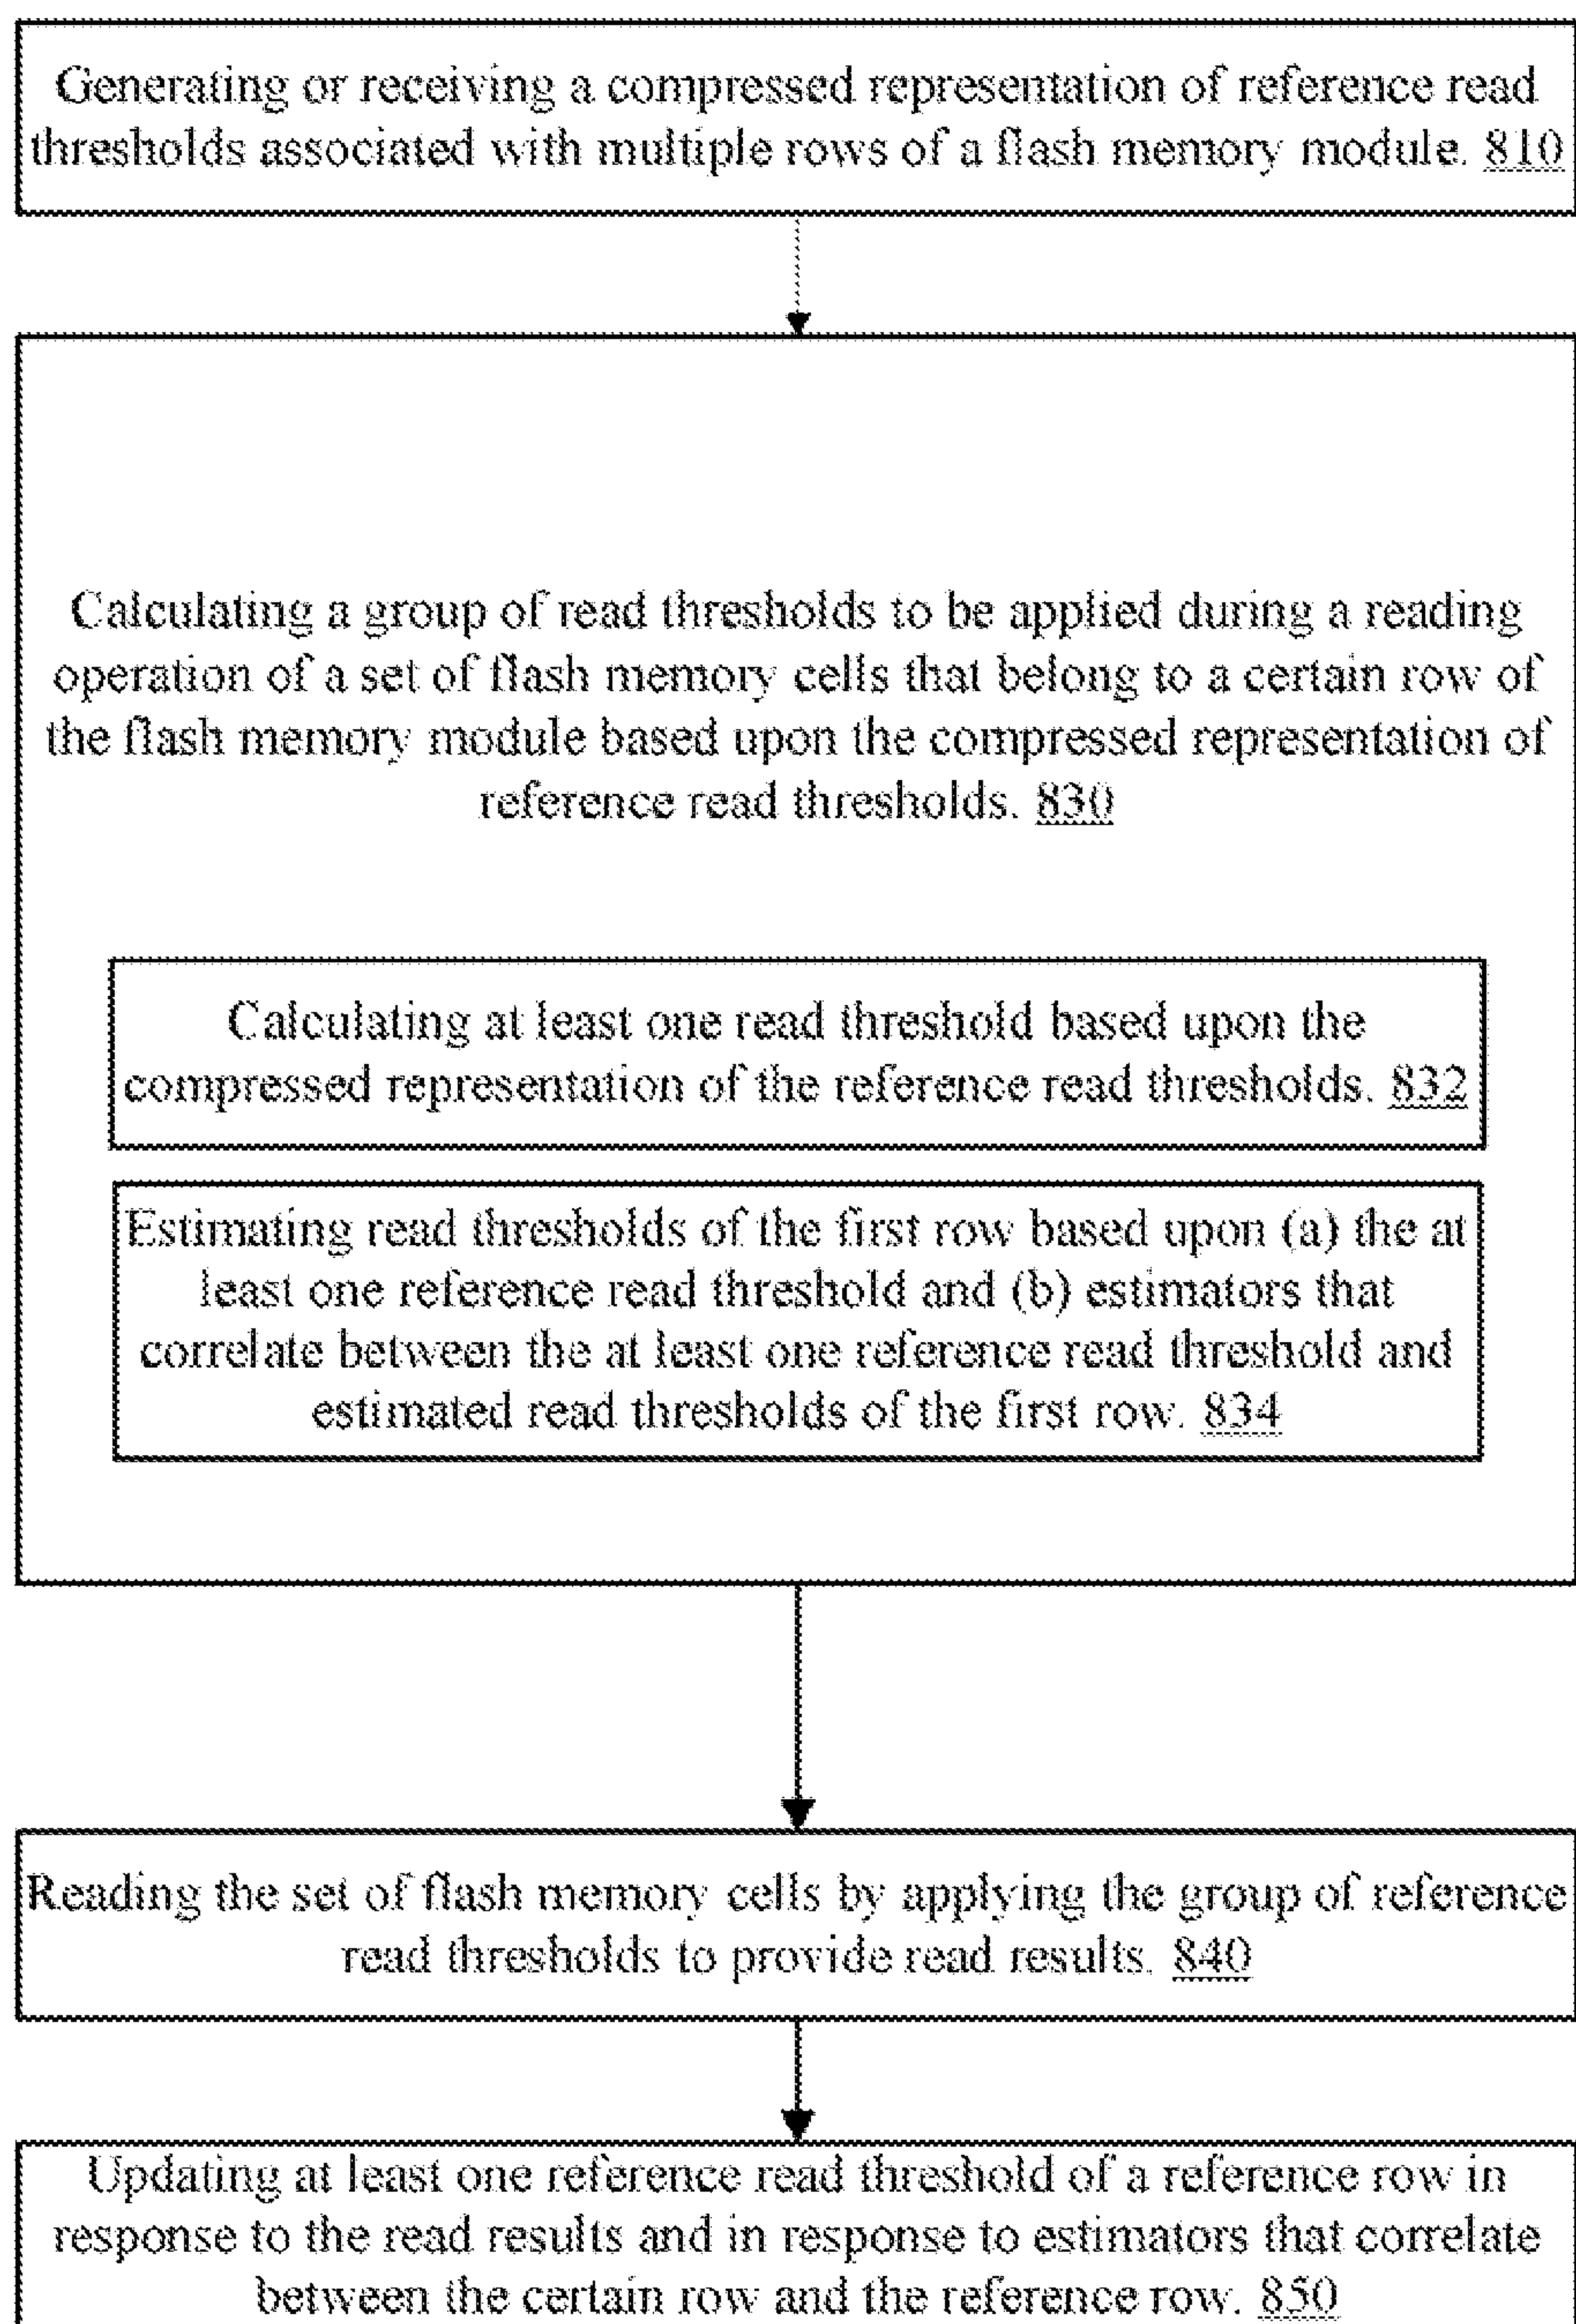 Generating or receiving a compressed representation of reference read
thresholds associated with multiple rows of a flash memory module. 810
Calculating a group of read thresholds to be applied during a reading
operation of a set of flash memory cells that belong to a certain row of
the flash memory module based upon the compressed representation of
reference read thresholds. 830
Calculating at least one read threshold based upon the
compressed representation of the reference read thresholds. 832
Estimating read thresholds of the first row based upon (a) the at
least one reference read threshold and (b) estimators that
correlate between the at least one reference read threshold and
estimated read thresholds of the first row. 834
Reading the set of flash memory cells by applying the group of reference
read thresholds to provide read results. 840
Updating at least one reference read threshold of a reference row in
response to the read results and in response to estimators that correlate
between the certain row and the reference row. 850